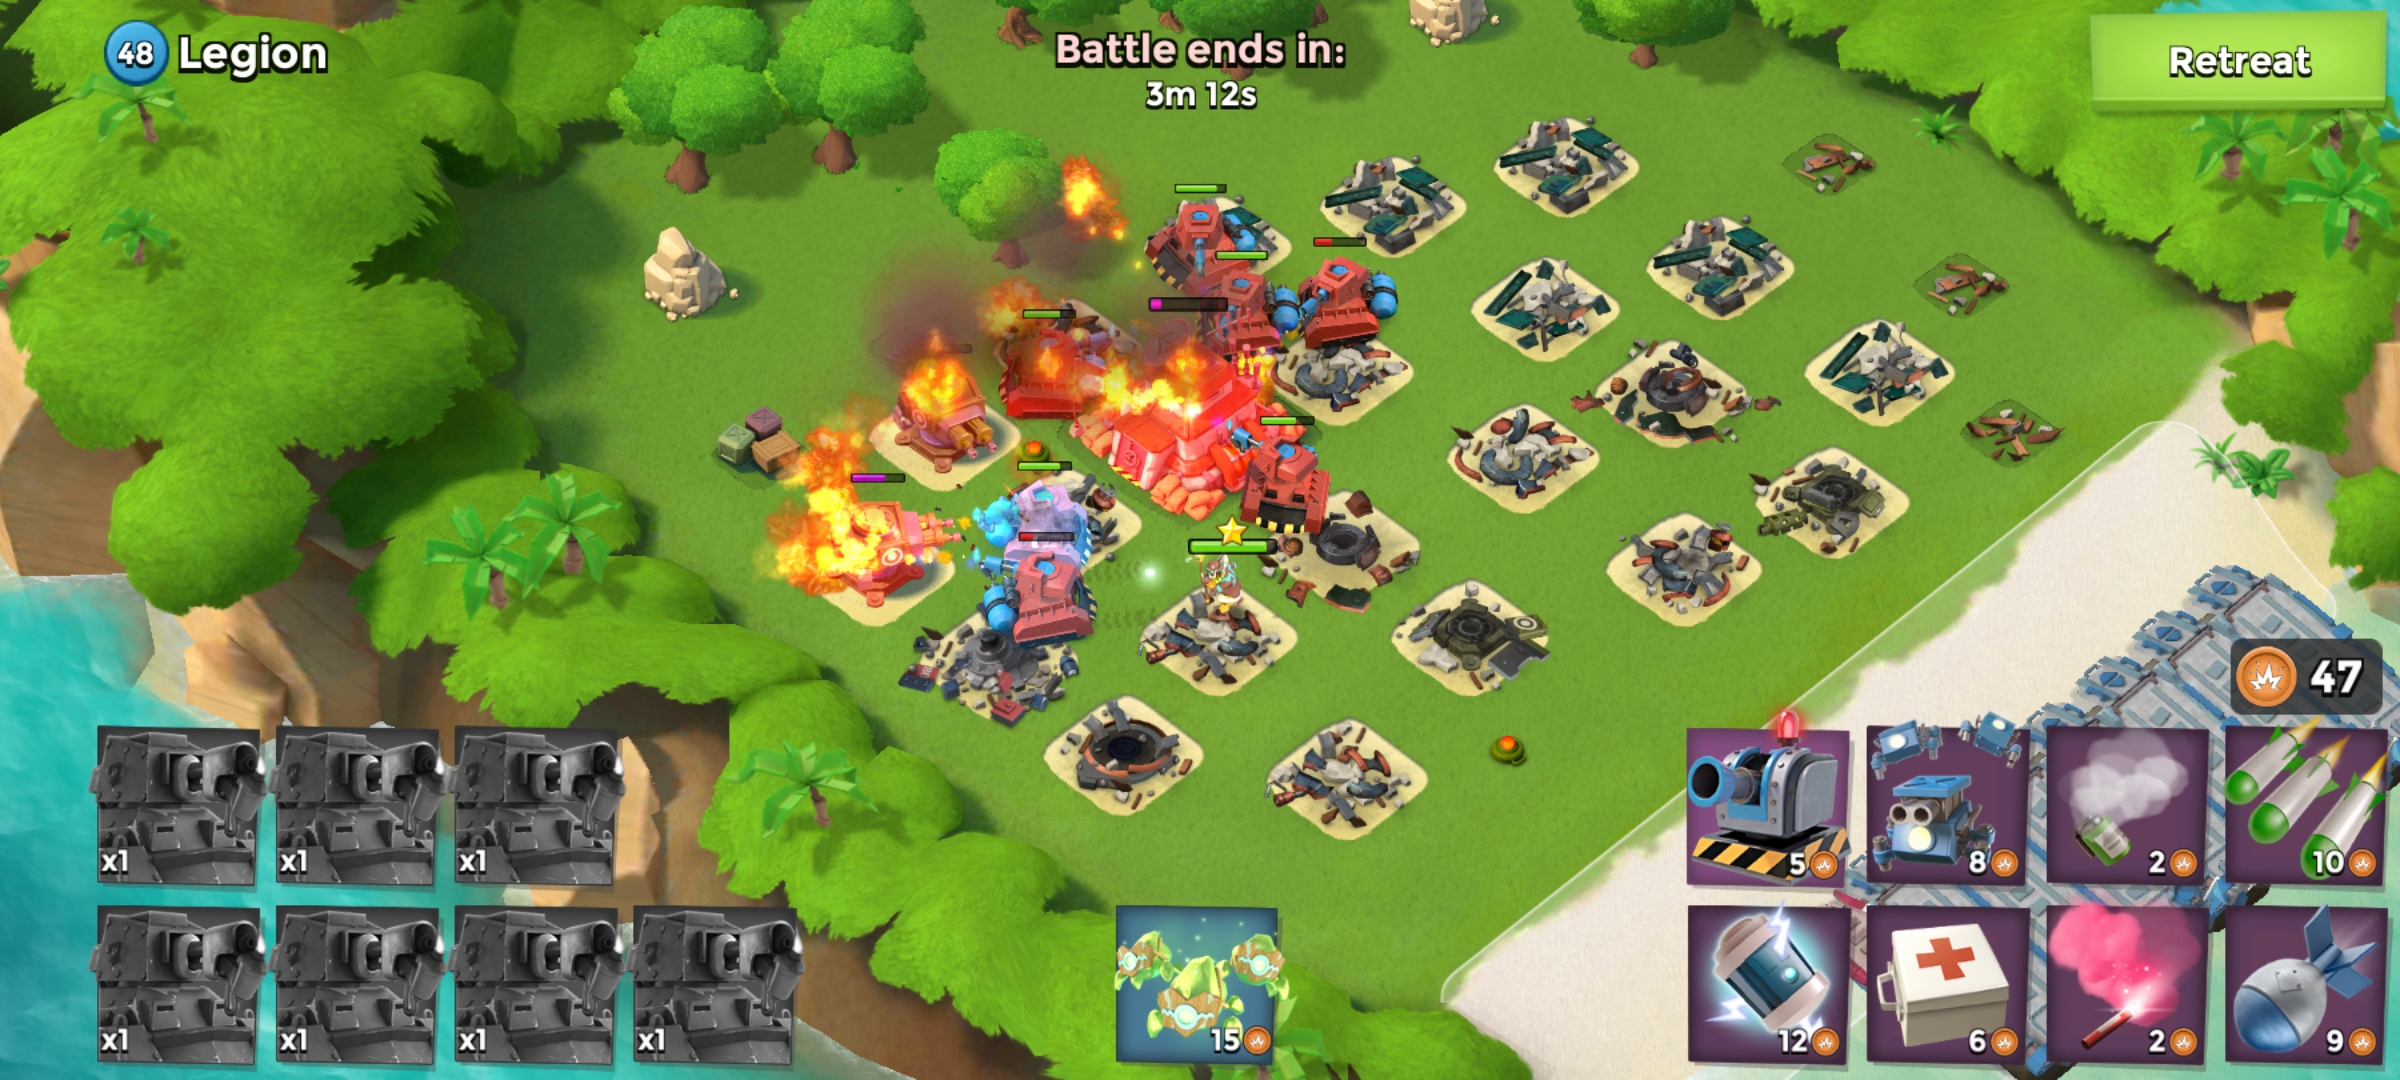 48 Legion
Battle ends in:
3m 12s
Retreat
47
x1 x1 x1
5 8 2 10
x1 x1 x1 x1
15
12 6 2 9